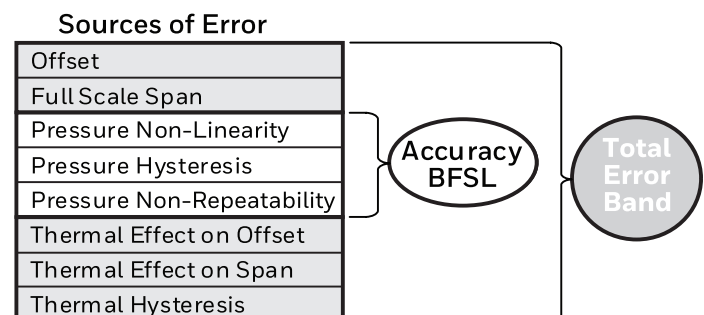 Sources of Error
Offset
Full Scale Span
Pressure Non-Linearity
Pressure Hysteresis
Pressure Non-Repeatability
Thermal Effect on Offset
Thermal Effect on Span
Thermal Hysteresis
Accuracy
BFSL
Total
Error
Band